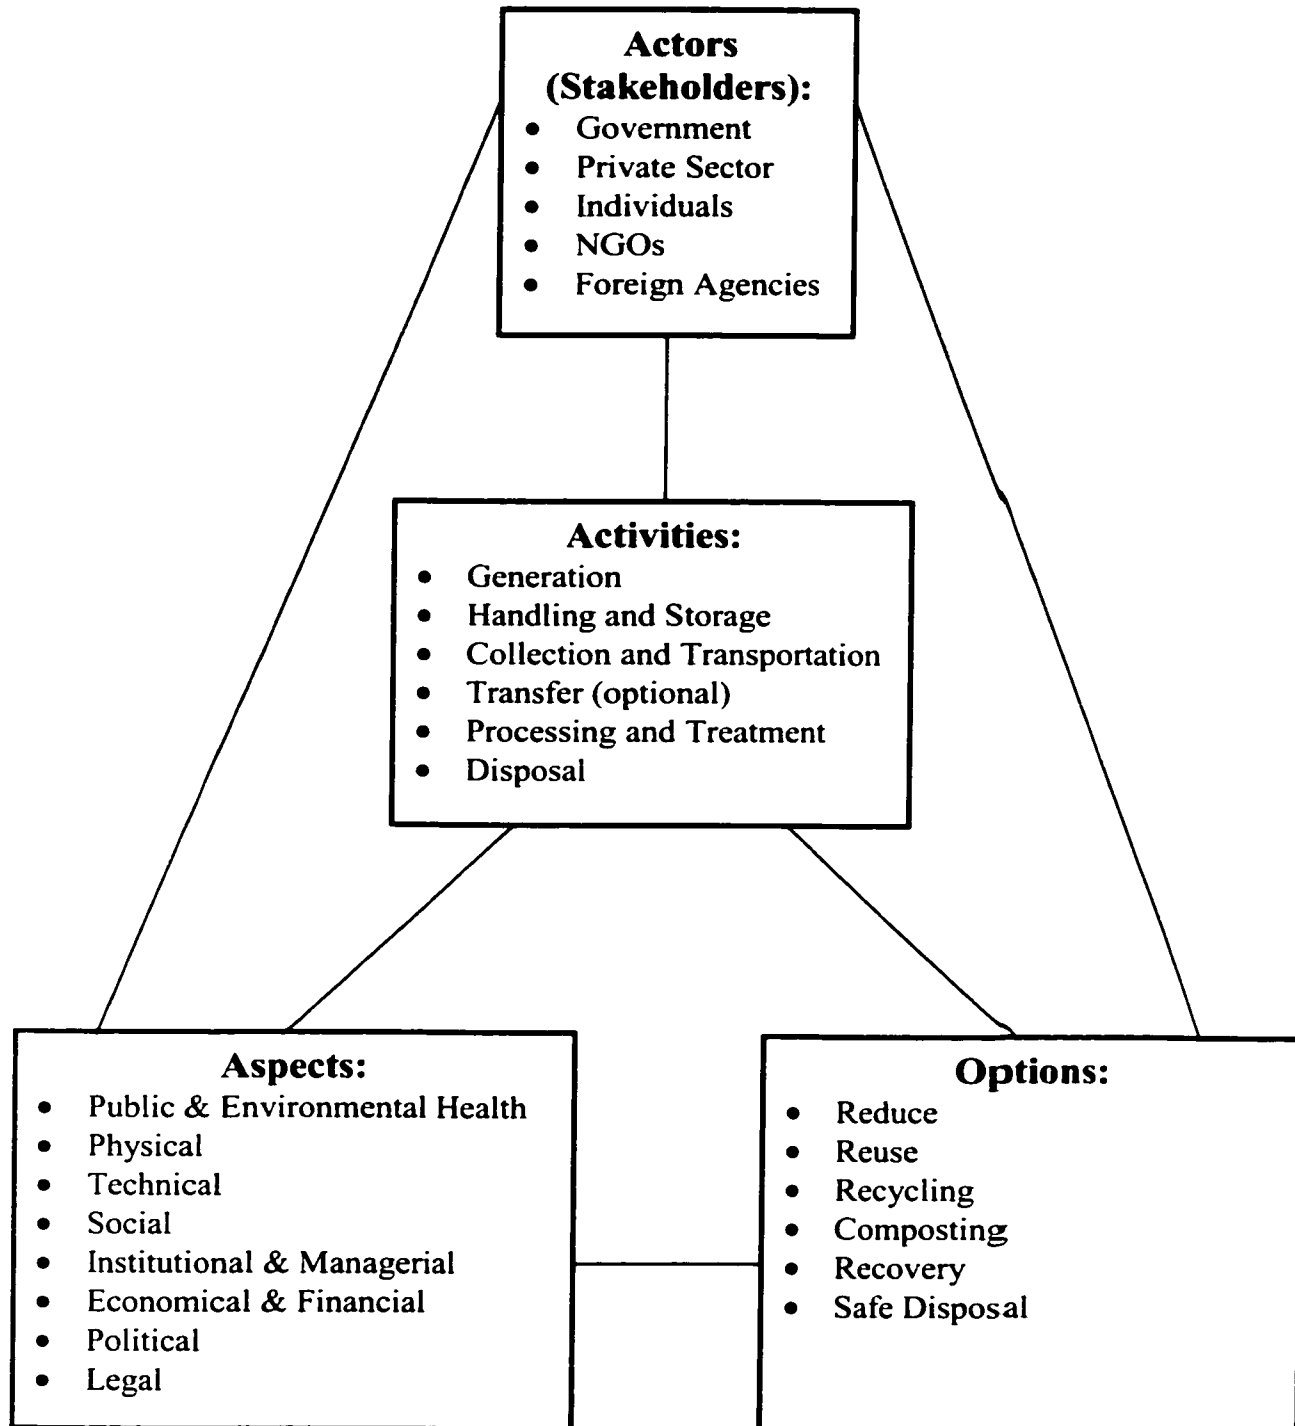 Actors
(Stakeholders):
• Government
• Private Sector
• Individuals
• NGOs
• Foreign Agencies
Activities:
• Generation
• Handling and Storage
• Collection and Transportation
• Transfer (optional)
• Processing and Treatment
• Disposal
Aspects:
• Public & Environmental Health
• Physical
• Technical
• Social
• Institutional & Managerial
• Economical & Financial
• Political
• Legal
Options:
• Reduce
• Reuse
• Recycling
• Composting
• Recovery
• Safe Disposal